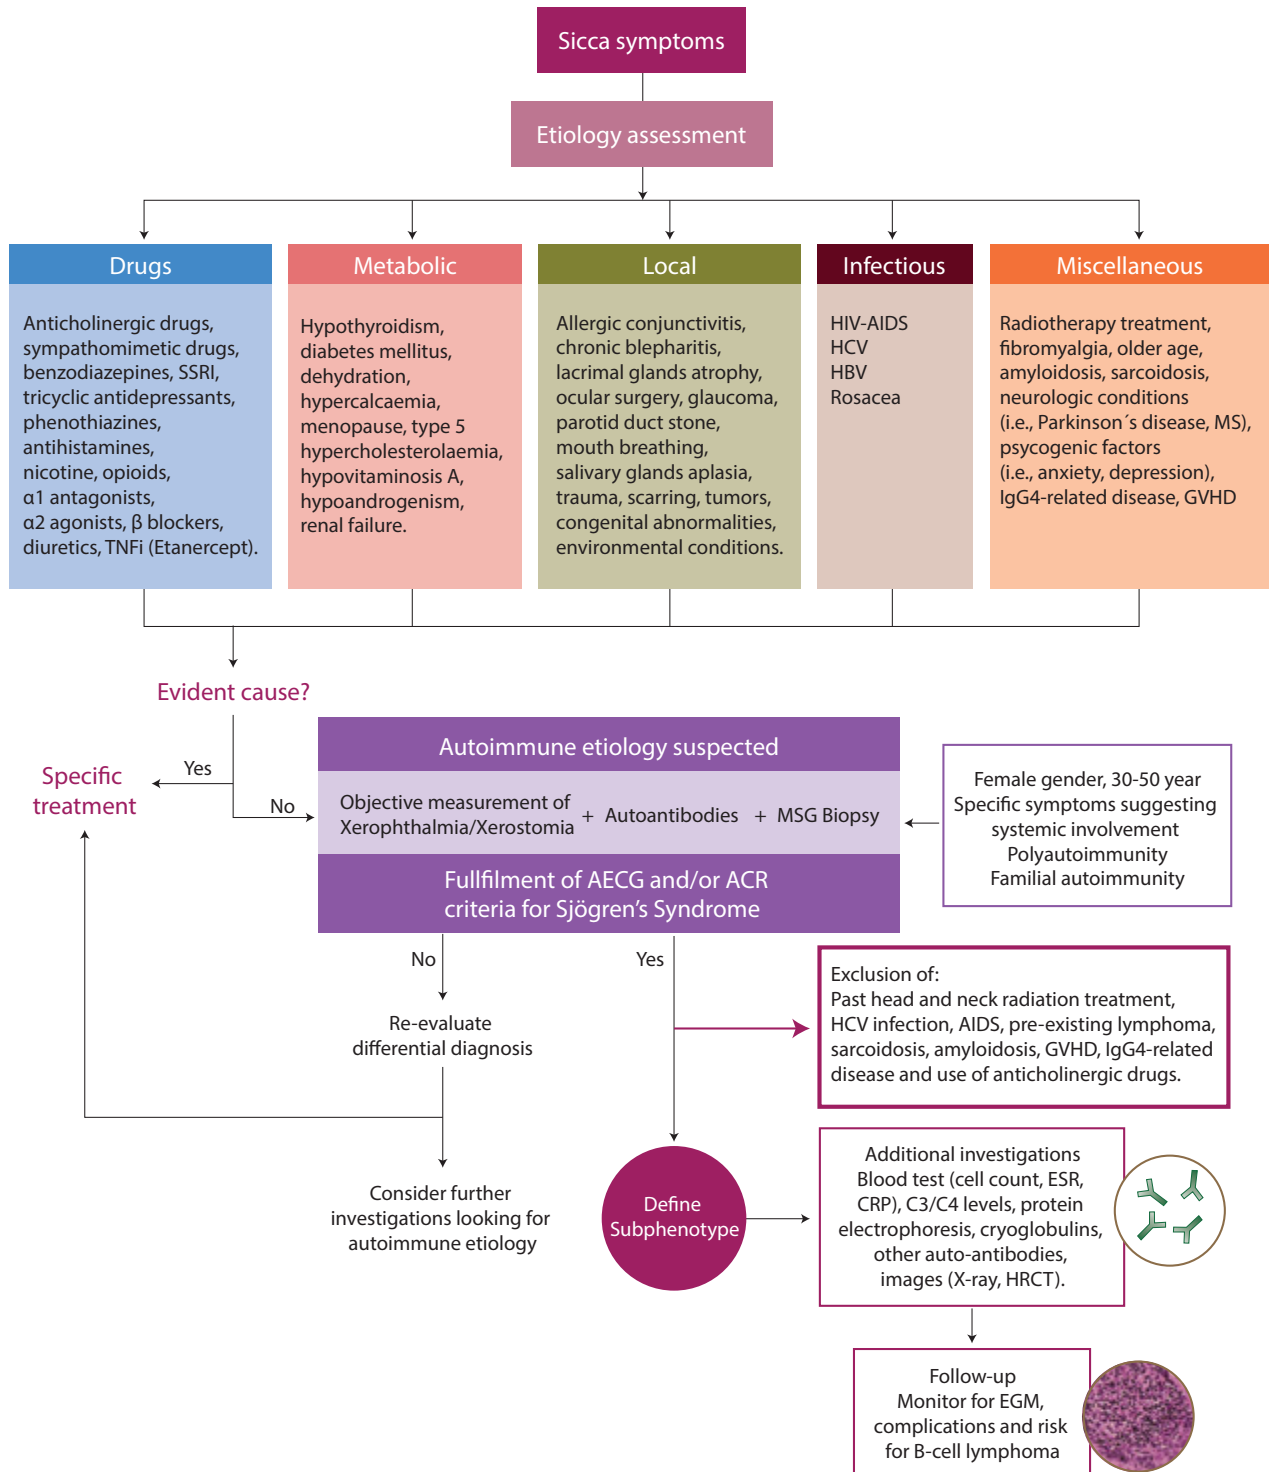 Sicca symptoms
Etiology assessment
Drugs
Anticholinergic drugs,
sympathomimetic drugs,
benzodiazepines, SSRI,
tricyclic antidepressants,
phenothiazines,
antihistamines,
nicotine, opioids,
α1 antagonists,
α2 agonists, β blockers,
diuretics, TNFi (Etanercept).
Metabolic
Hypothyroidism,
diabetes mellitus,
dehydration,
hypercalcaemia,
menopause, type 5
hypercholesterolaemia,
hypovitaminosis A,
hypoandrogenism,
renal failure.
Local
Allergic conjunctivitis,
chronic blepharitis,
lacrimal glands atrophy,
ocular surgery, glaucoma,
parotid duct stone,
mouth breathing,
salivary glands aplasia,
trauma, scarring, tumors,
congenital abnormalities,
environmental conditions.
Infectious
HIV-AIDS
HCV
HBV
Rosacea
Miscellaneous
Radiotherapy treatment,
fibromyalgia, older age,
amyloidosis, sarcoidosis,
neurologic conditions
(i.e., Parkinson´s disease, MS),
psycogenic factors
(i.e., anxiety, depression),
IgG4-related disease, GVHD
Evident cause?
Yes
No
Specific
treatment
Autoimmune etiology suspected
Objective measurement of
Xerophthalmia/Xerostomia + Autoantibodies + MSG Biopsy
Fullfilment of AECG and/or ACR
criteria for Sjögren's Syndrome
Female gender, 30-50 year
Specific symptoms suggesting
systemic involvement
Polyautoimmunity
Familial autoimmunity
No
Yes
Re-evaluate
differential diagnosis
Consider further
investigations looking for
autoimmune etiology
Exclusion of:
Past head and neck radiation treatment,
HCV infection, AIDS, pre-existing lymphoma,
sarcoidosis, amyloidosis, GVHD, IgG4-related
disease and use of anticholinergic drugs.
Define
Subphenotype
Additional investigations
Blood test (cell count, ESR,
CRP), C3/C4 levels, protein
electrophoresis, cryoglobulins,
other auto-antibodies,
images (X-ray, HRCT).
Follow-up
Monitor for EGM,
complications and risk
for B-cell lymphoma